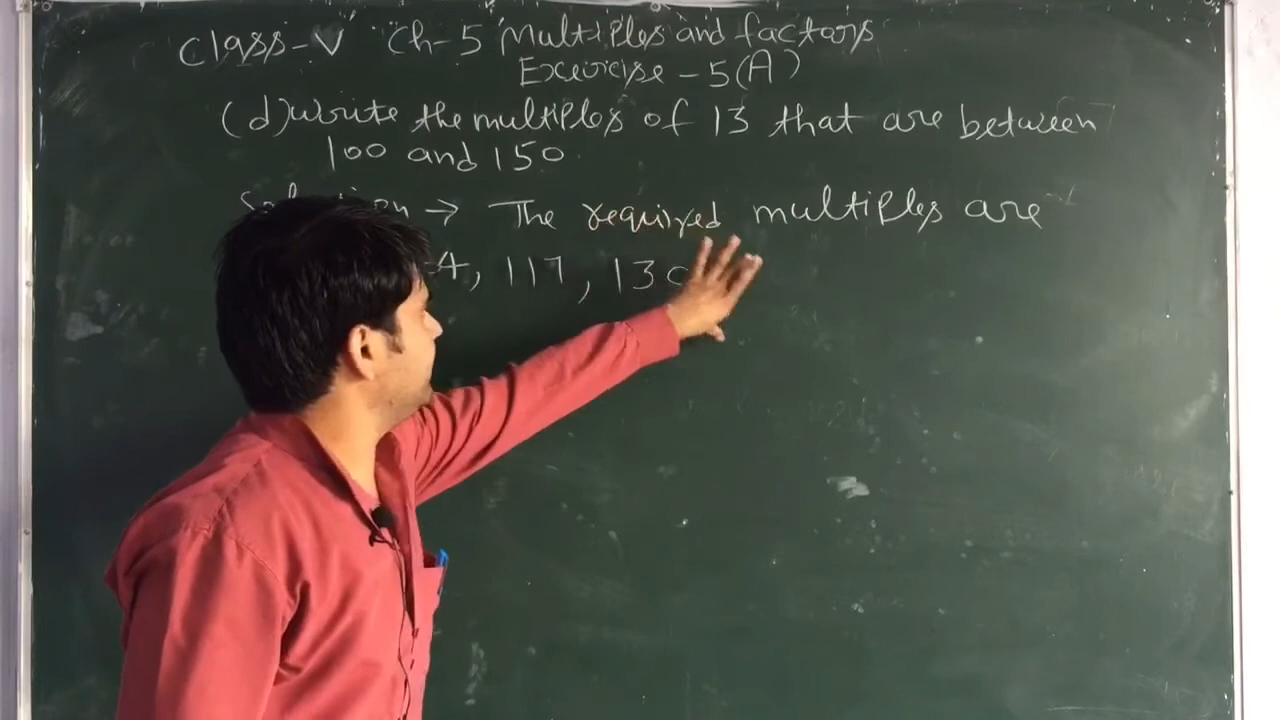 Class-V Ch-5 Multiples and factors
Exercise - 5(A)
(d) Write the multiples of 13 that are between
100 and 150.
→ The required multiples are
4, 117, 130